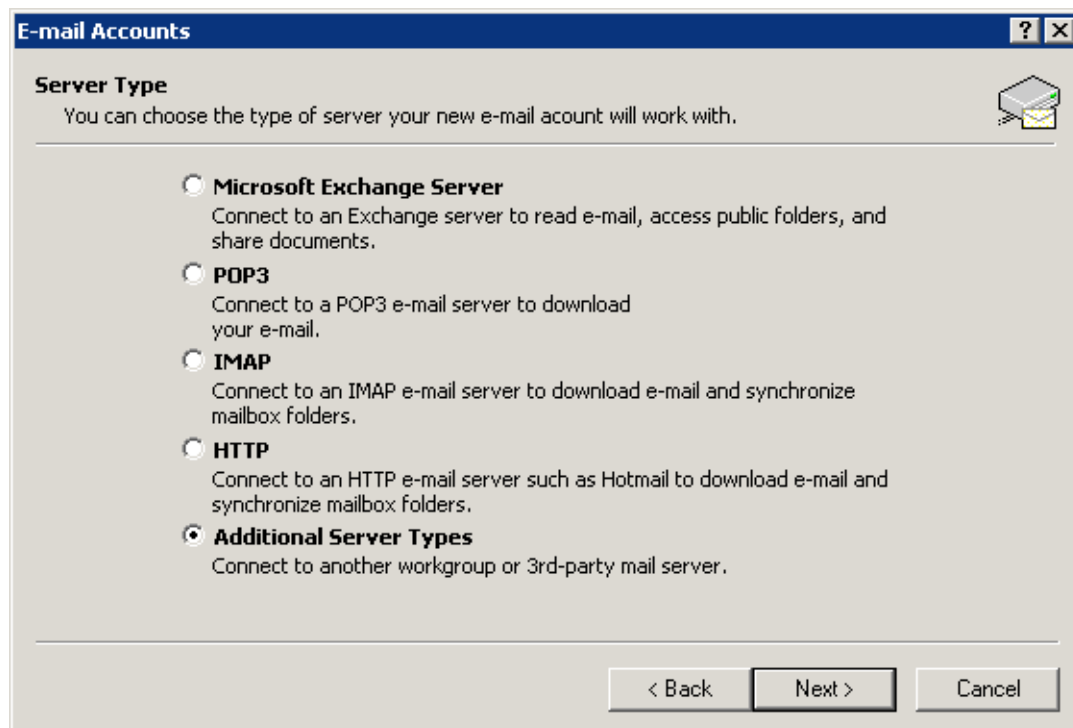 E-mail Accounts
Server Type
You can choose the type of server your new e-mail acount will work with.
Microsoft Exchange Server
Connect to an Exchange server to read e-mail, access public folders, and
share documents.
POP3
Connect to a POP3 e-mail server to download
your e-mail.
IMAP
Connect to an IMAP e-mail server to download e-mail and synchronize
mailbox folders.
HTTP
Connect to an HTTP e-mail server such as Hotmail to download e-mail and
synchronize mailbox folders.
Additional Server Types
Connect to another workgroup or 3rd-party mail server.
< Back Next > Cancel